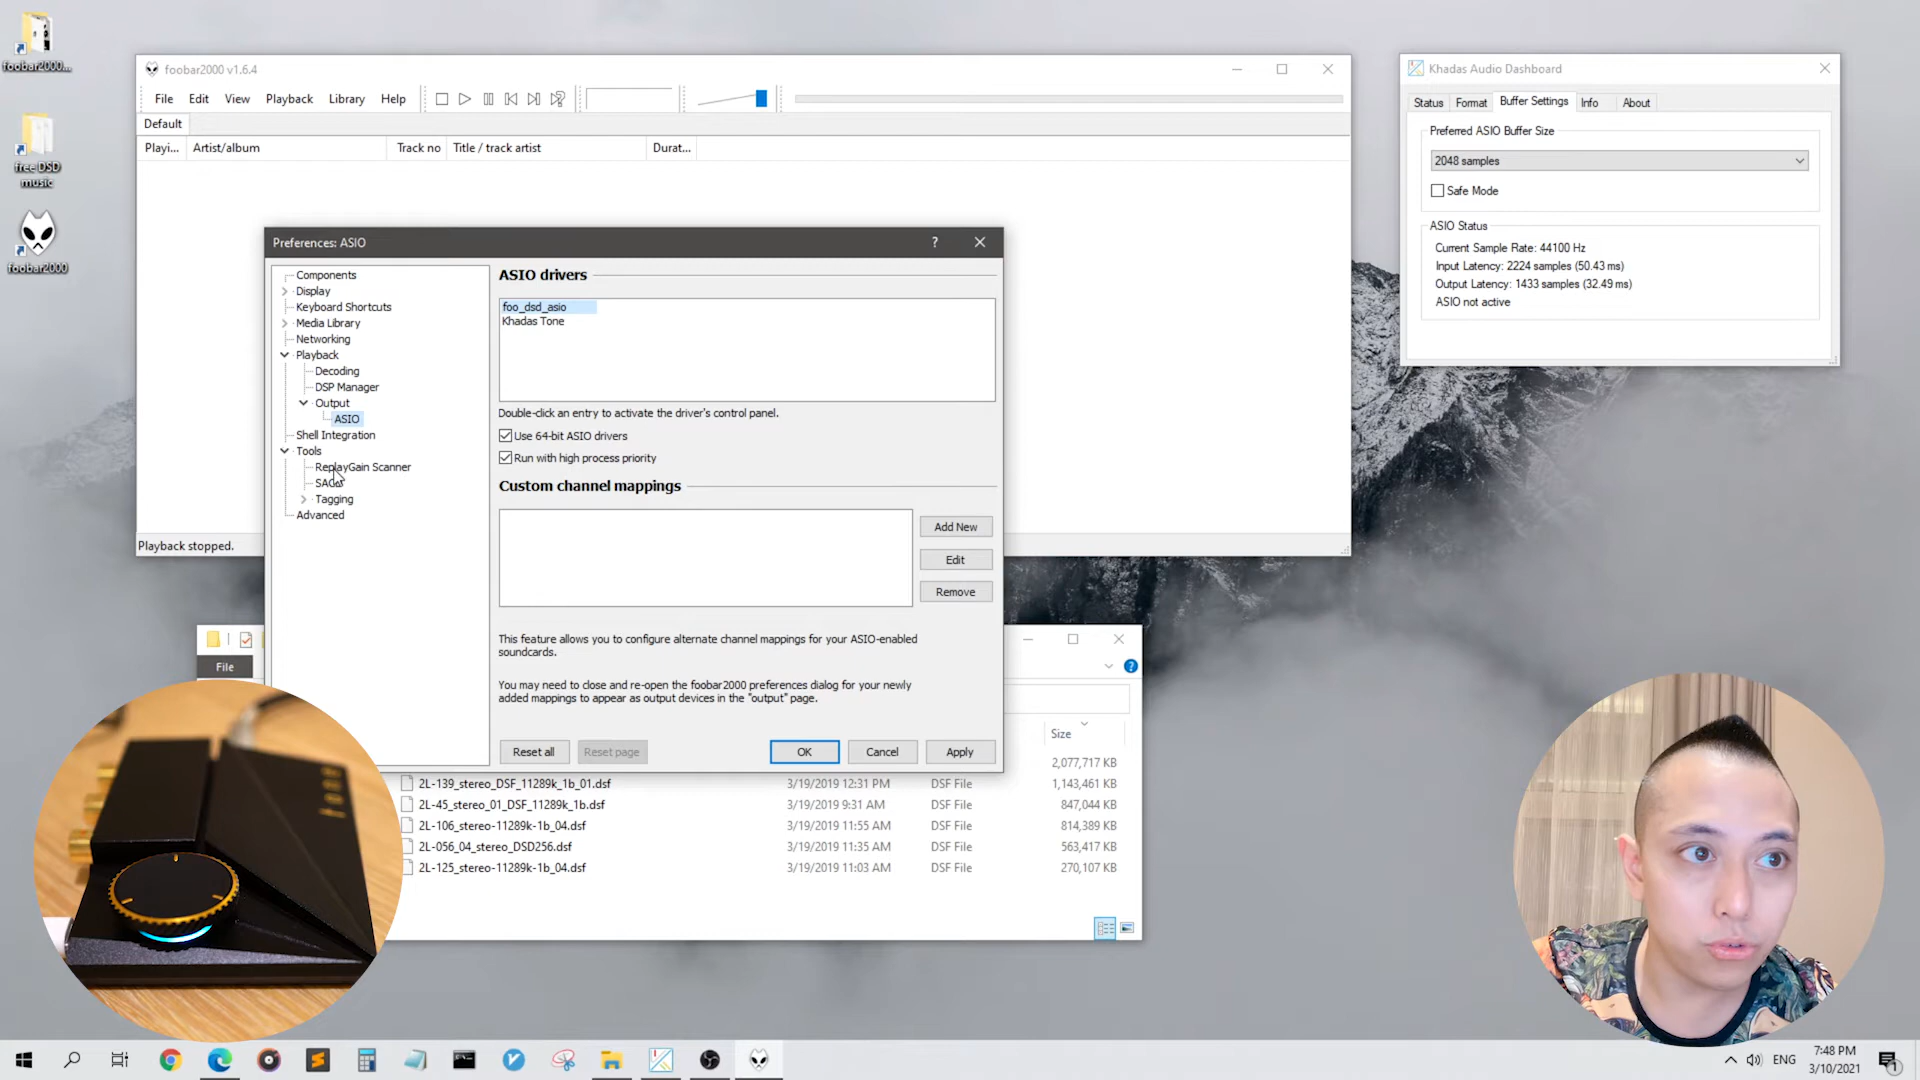 foobar2000...
free DSD
music
foobar2000
foobar2000 v1.6.4
File Edit View Playback Library Help
Default
Playi... Artist/album Track no Title / track artist Durat...
Playback stopped.
Khadas Audio Dashboard
Status Format Buffer Settings Info About
Preferred ASIO Buffer Size
2048 samples
Safe Mode
ASIO Status
Current Sample Rate: 44100 Hz
Input Latency: 2224 samples (50.43 ms)
Output Latency: 1433 samples (32.49 ms)
ASIO not active
Preferences: ASIO
?
Components
Display
Keyboard Shortcuts
Media Library
Networking
Playback
Decoding
DSP Manager
Output
ASIO
Shell Integration
Tools
ReplayGain Scanner
Tagging
Advanced
ASIO drivers
foo_dsd_asio
Khadas Tone
Double-click an entry to activate the driver's control panel.
Use 64-bit ASIO drivers
Run with high process priority
Custom channel mappings
Add New
Edit
Remove
This feature allows you to configure alternate channel mappings for your ASIO-enabled
soundcards.
You may need to close and re-open the foobar2000 preferences dialog for your newly
added mappings to appear as output devices in the "output" page.
Reset all Reset page OK Cancel Apply
File
?
Size
2,077,717 KB
2L-139_stereo_DSF_11289k_1b_01.dsf 3/19/2019 12:31 PM DSF File 1,143,461 KB
2L-45_stereo_01_DSF_11289k_1b.dsf 3/19/2019 9:31 AM DSF File 847,044 KB
2L-106_stereo-11289k-1b_04.dsf 3/19/2019 11:55 AM DSF File 814,389 KB
2L-056_04_stereo_DSD256.dsf 3/19/2019 11:35 AM DSF File 563,417 KB
2L-125_stereo-11289k-1b_04.dsf 3/19/2019 11:03 AM DSF File 270,107 KB
ENG
7:48 PM
3/10/2021